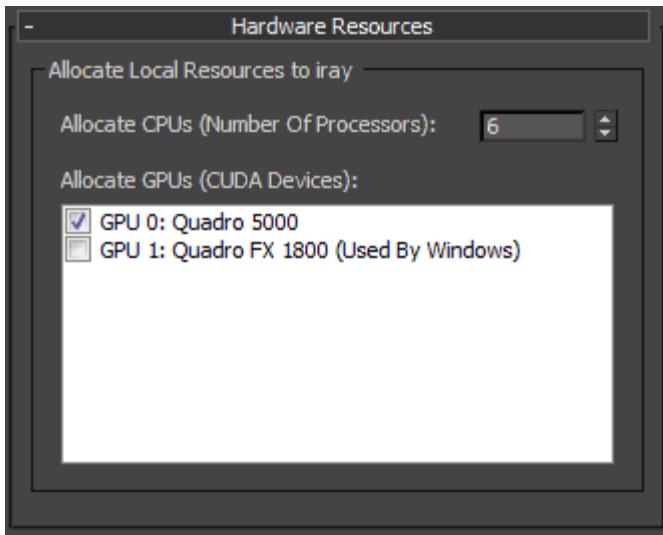 - Hardware Resources
Allocate Local Resources to iray
Allocate CPUs (Number Of Processors): 6
Allocate GPUs (CUDA Devices):
GPU 0: Quadro 5000
GPU 1: Quadro FX 1800 (Used By Windows)